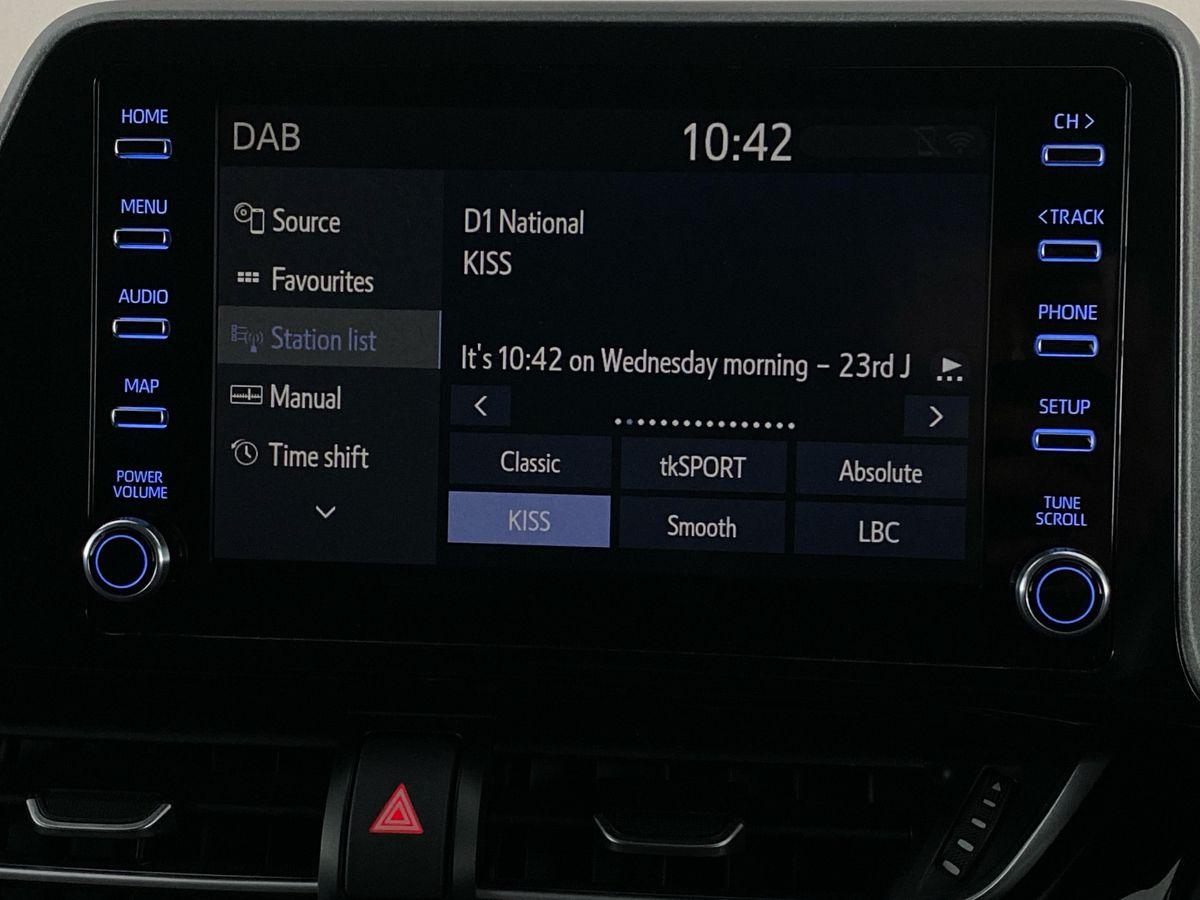 HOME
MENU
AUDIO
MAP
POWER
VOLUME
DAB
10:42
Source
Favourites
Station list
Manual
Time shift
D1 National
KISS
It's 10:42 on Wednesday morning – 23rd J
Classic
tkSPORT
Absolute
KISS
Smooth
LBC
CH >
< TRACK
PHONE
SETUP
TUNE
SCROLL